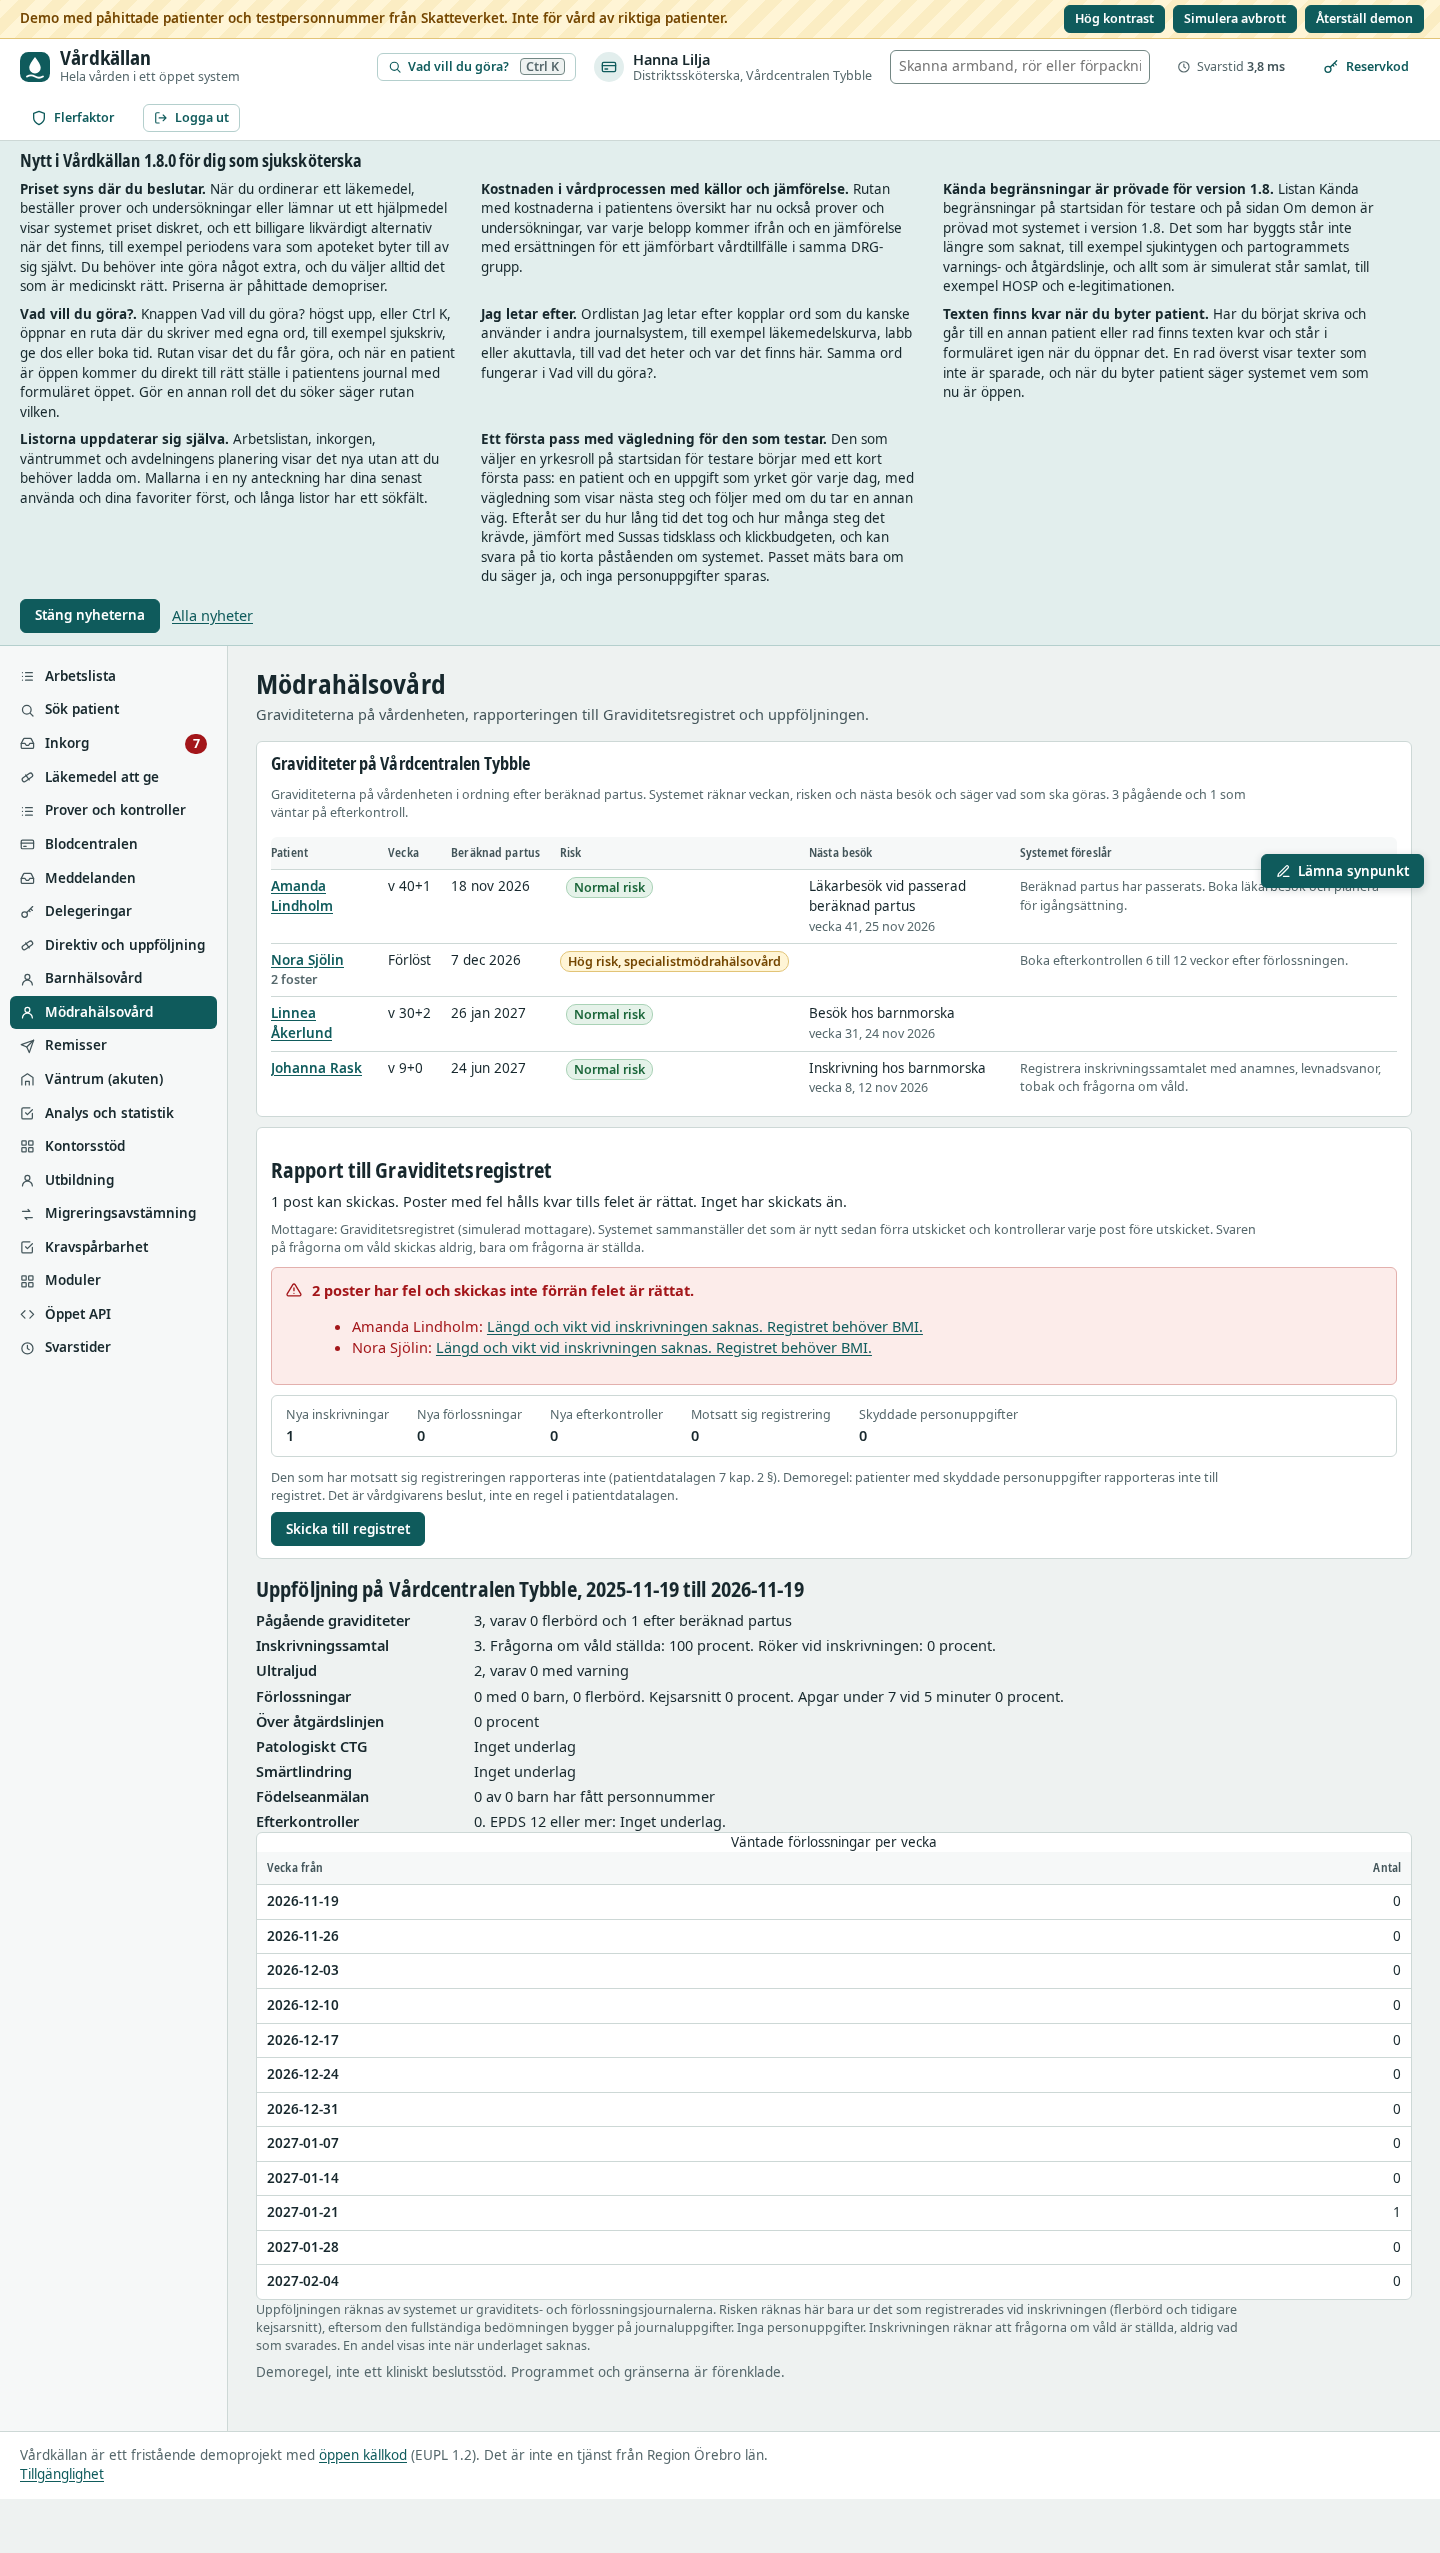 Demo med påhittade patienter och testpersonnummer från Skatteverket. Inte för vård av riktiga patienter.
Hög kontrast
Simulera avbrott
Återställ demon
Vårdkällan
Hela vården i ett öppet system
Vad vill du göra? Ctrl K
Hanna Lilja
Distriktssköterska, Vårdcentralen Tybble
Skanna armband, rör eller förpackni
Svarstid 3,8 ms
Reservkod
Flerfaktor
Logga ut
Nytt i Vårdkällan 1.8.0 för dig som sjuksköterska
Priset syns där du beslutar. När du ordinerar ett läkemedel,
beställer prover och undersökningar eller lämnar ut ett hjälpmedel
visar systemet priset diskret, och ett billigare likvärdigt alternativ
när det finns, till exempel periodens vara som apoteket byter till av
sig självt. Du behöver inte göra något extra, och du väljer alltid det
som är medicinskt rätt. Priserna är påhittade demopriser.
Kostnaden i vårdprocessen med källor och jämförelse. Rutan
med kostnaderna i patientens översikt har nu också prover och
undersökningar, var varje belopp kommer ifrån och en jämförelse
med ersättningen för ett jämförbart vårdtillfälle i samma DRG-
grupp.
Kända begränsningar är prövade för version 1.8. Listan Kända
begränsningar på startsidan för testare och på sidan Om demon är
prövad mot systemet i version 1.8. Det som har byggts står inte
längre som saknat, till exempel sjukintygen och partogrammets
varnings- och åtgärdslinje, och allt som är simulerat står samlat, till
exempel HOSP och e-legitimationen.
Vad vill du göra?. Knappen Vad vill du göra? högst upp, eller Ctrl K,
öppnar en ruta där du skriver med egna ord, till exempel sjukskriv,
ge dos eller boka tid. Rutan visar det du får göra, och när en patient
är öppen kommer du direkt till rätt ställe i patientens journal med
formuläret öppet. Gör en annan roll det du söker säger rutan
vilken.
Jag letar efter. Ordlistan Jag letar efter kopplar ord som du kanske
använder i andra journalsystem, till exempel läkemedelskurva, labb
eller akuttavla, till vad det heter och var det finns här. Samma ord
fungerar i Vad vill du göra?.
Texten finns kvar när du byter patient. Har du börjat skriva och
går till en annan patient eller rad finns texten kvar och står i
formuläret igen när du öppnar det. En rad överst visar texter som
inte är sparade, och när du byter patient säger systemet vem som
nu är öppen.
Listorna uppdaterar sig själva. Arbetslistan, inkorgen,
väntrummet och avdelningens planering visar det nya utan att du
behöver ladda om. Mallarna i en ny anteckning har dina senast
använda och dina favoriter först, och långa listor har ett sökfält.
Ett första pass med vägledning för den som testar. Den som
väljer en yrkesroll på startsidan för testare börjar med ett kort
första pass: en patient och en uppgift som yrket gör varje dag, med
vägledning som visar nästa steg och följer med om du tar en annan
väg. Efteråt ser du hur lång tid det tog och hur många steg det
krävde, jämfört med Sussas tidsklass och klickbudgeten, och kan
svara på tio korta påståenden om systemet. Passet mäts bara om
du säger ja, och inga personuppgifter sparas.
Stäng nyheterna
Alla nyheter
Arbetslista
Sök patient
Inkorg 7
Läkemedel att ge
Prover och kontroller
Blodcentralen
Meddelanden
Delegeringar
Direktiv och uppföljning
Barnhälsovård
Mödrahälsovård
Remisser
Väntrum (akuten)
Analys och statistik
Kontorsstöd
Utbildning
Migreringsavstämning
Kravspårbarhet
Moduler
Öppet API
Svarstider
Mödrahälsovård
Graviditeterna på vårdenheten, rapporteringen till Graviditetsregistret och uppföljningen.
Graviditeter på Vårdcentralen Tybble
Graviditeterna på vårdenheten i ordning efter beräknad partus. Systemet räknar veckan, risken och nästa besök och säger vad som ska göras. 3 pågående och 1 som
väntar på efterkontroll.
Patient Vecka Beräknad partus Risk Nästa besök Systemet föreslår
Amanda Lindholm v 40+1 18 nov 2026 Normal risk Läkarbesök vid passerad beräknad partus vecka 41, 25 nov 2026 Beräknad partus har passerats. Boka läkarbesök och planera för igångsättning.
Lämna synpunkt
Nora Sjölin 2 foster Förlöst 7 dec 2026 Hög risk, specialistmödrahälsovård Boka efterkontrollen 6 till 12 veckor efter förlossningen.
Linnea Åkerlund v 30+2 26 jan 2027 Normal risk Besök hos barnmorska vecka 31, 24 nov 2026
Johanna Rask v 9+0 24 jun 2027 Normal risk Inskrivning hos barnmorska vecka 8, 12 nov 2026 Registrera inskrivningssamtalet med anamnes, levnadsvanor, tobak och frågorna om våld.
Rapport till Graviditetsregistret
1 post kan skickas. Poster med fel hålls kvar tills felet är rättat. Inget har skickats än.
Mottagare: Graviditetsregistret (simulerad mottagare). Systemet sammanställer det som är nytt sedan förra utskicket och kontrollerar varje post före utskicket. Svaren
på frågorna om våld skickas aldrig, bara om frågorna är ställda.
2 poster har fel och skickas inte förrän felet är rättat.
Amanda Lindholm: Längd och vikt vid inskrivningen saknas. Registret behöver BMI.
Nora Sjölin: Längd och vikt vid inskrivningen saknas. Registret behöver BMI.
Nya inskrivningar 1
Nya förlossningar 0
Nya efterkontroller 0
Motsatt sig registrering 0
Skyddade personuppgifter 0
Den som har motsatt sig registreringen rapporteras inte (patientdatalagen 7 kap. 2 §). Demoregel: patienter med skyddade personuppgifter rapporteras inte till
registret. Det är vårdgivarens beslut, inte en regel i patientdatalagen.
Skicka till registret
Uppföljning på Vårdcentralen Tybble, 2025-11-19 till 2026-11-19
Pågående graviditeter 3, varav 0 flerbörd och 1 efter beräknad partus
Inskrivningssamtal 3. Frågorna om våld ställda: 100 procent. Röker vid inskrivningen: 0 procent.
Ultraljud 2, varav 0 med varning
Förlossningar 0 med 0 barn, 0 flerbörd. Kejsarsnitt 0 procent. Apgar under 7 vid 5 minuter 0 procent.
Över åtgärdslinjen 0 procent
Patologiskt CTG Inget underlag
Smärtlindring Inget underlag
Födelseanmälan 0 av 0 barn har fått personnummer
Efterkontroller 0. EPDS 12 eller mer: Inget underlag.
Väntade förlossningar per vecka
Vecka från Antal
2026-11-19 0
2026-11-26 0
2026-12-03 0
2026-12-10 0
2026-12-17 0
2026-12-24 0
2026-12-31 0
2027-01-07 0
2027-01-14 0
2027-01-21 1
2027-01-28 0
2027-02-04 0
Uppföljningen räknas av systemet ur graviditets- och förlossningsjournalerna. Risken räknas här bara ur det som registrerades vid inskrivningen (flerbörd och tidigare
kejsarsnitt), eftersom den fullständiga bedömningen bygger på journaluppgifter. Inga personuppgifter. Inskrivningen räknar att frågorna om våld är ställda, aldrig vad
som svarades. En andel visas inte när underlaget saknas.
Demoregel, inte ett kliniskt beslutsstöd. Programmet och gränserna är förenklade.
Vårdkällan är ett fristående demoprojekt med öppen källkod (EUPL 1.2). Det är inte en tjänst från Region Örebro län.
Tillgänglighet